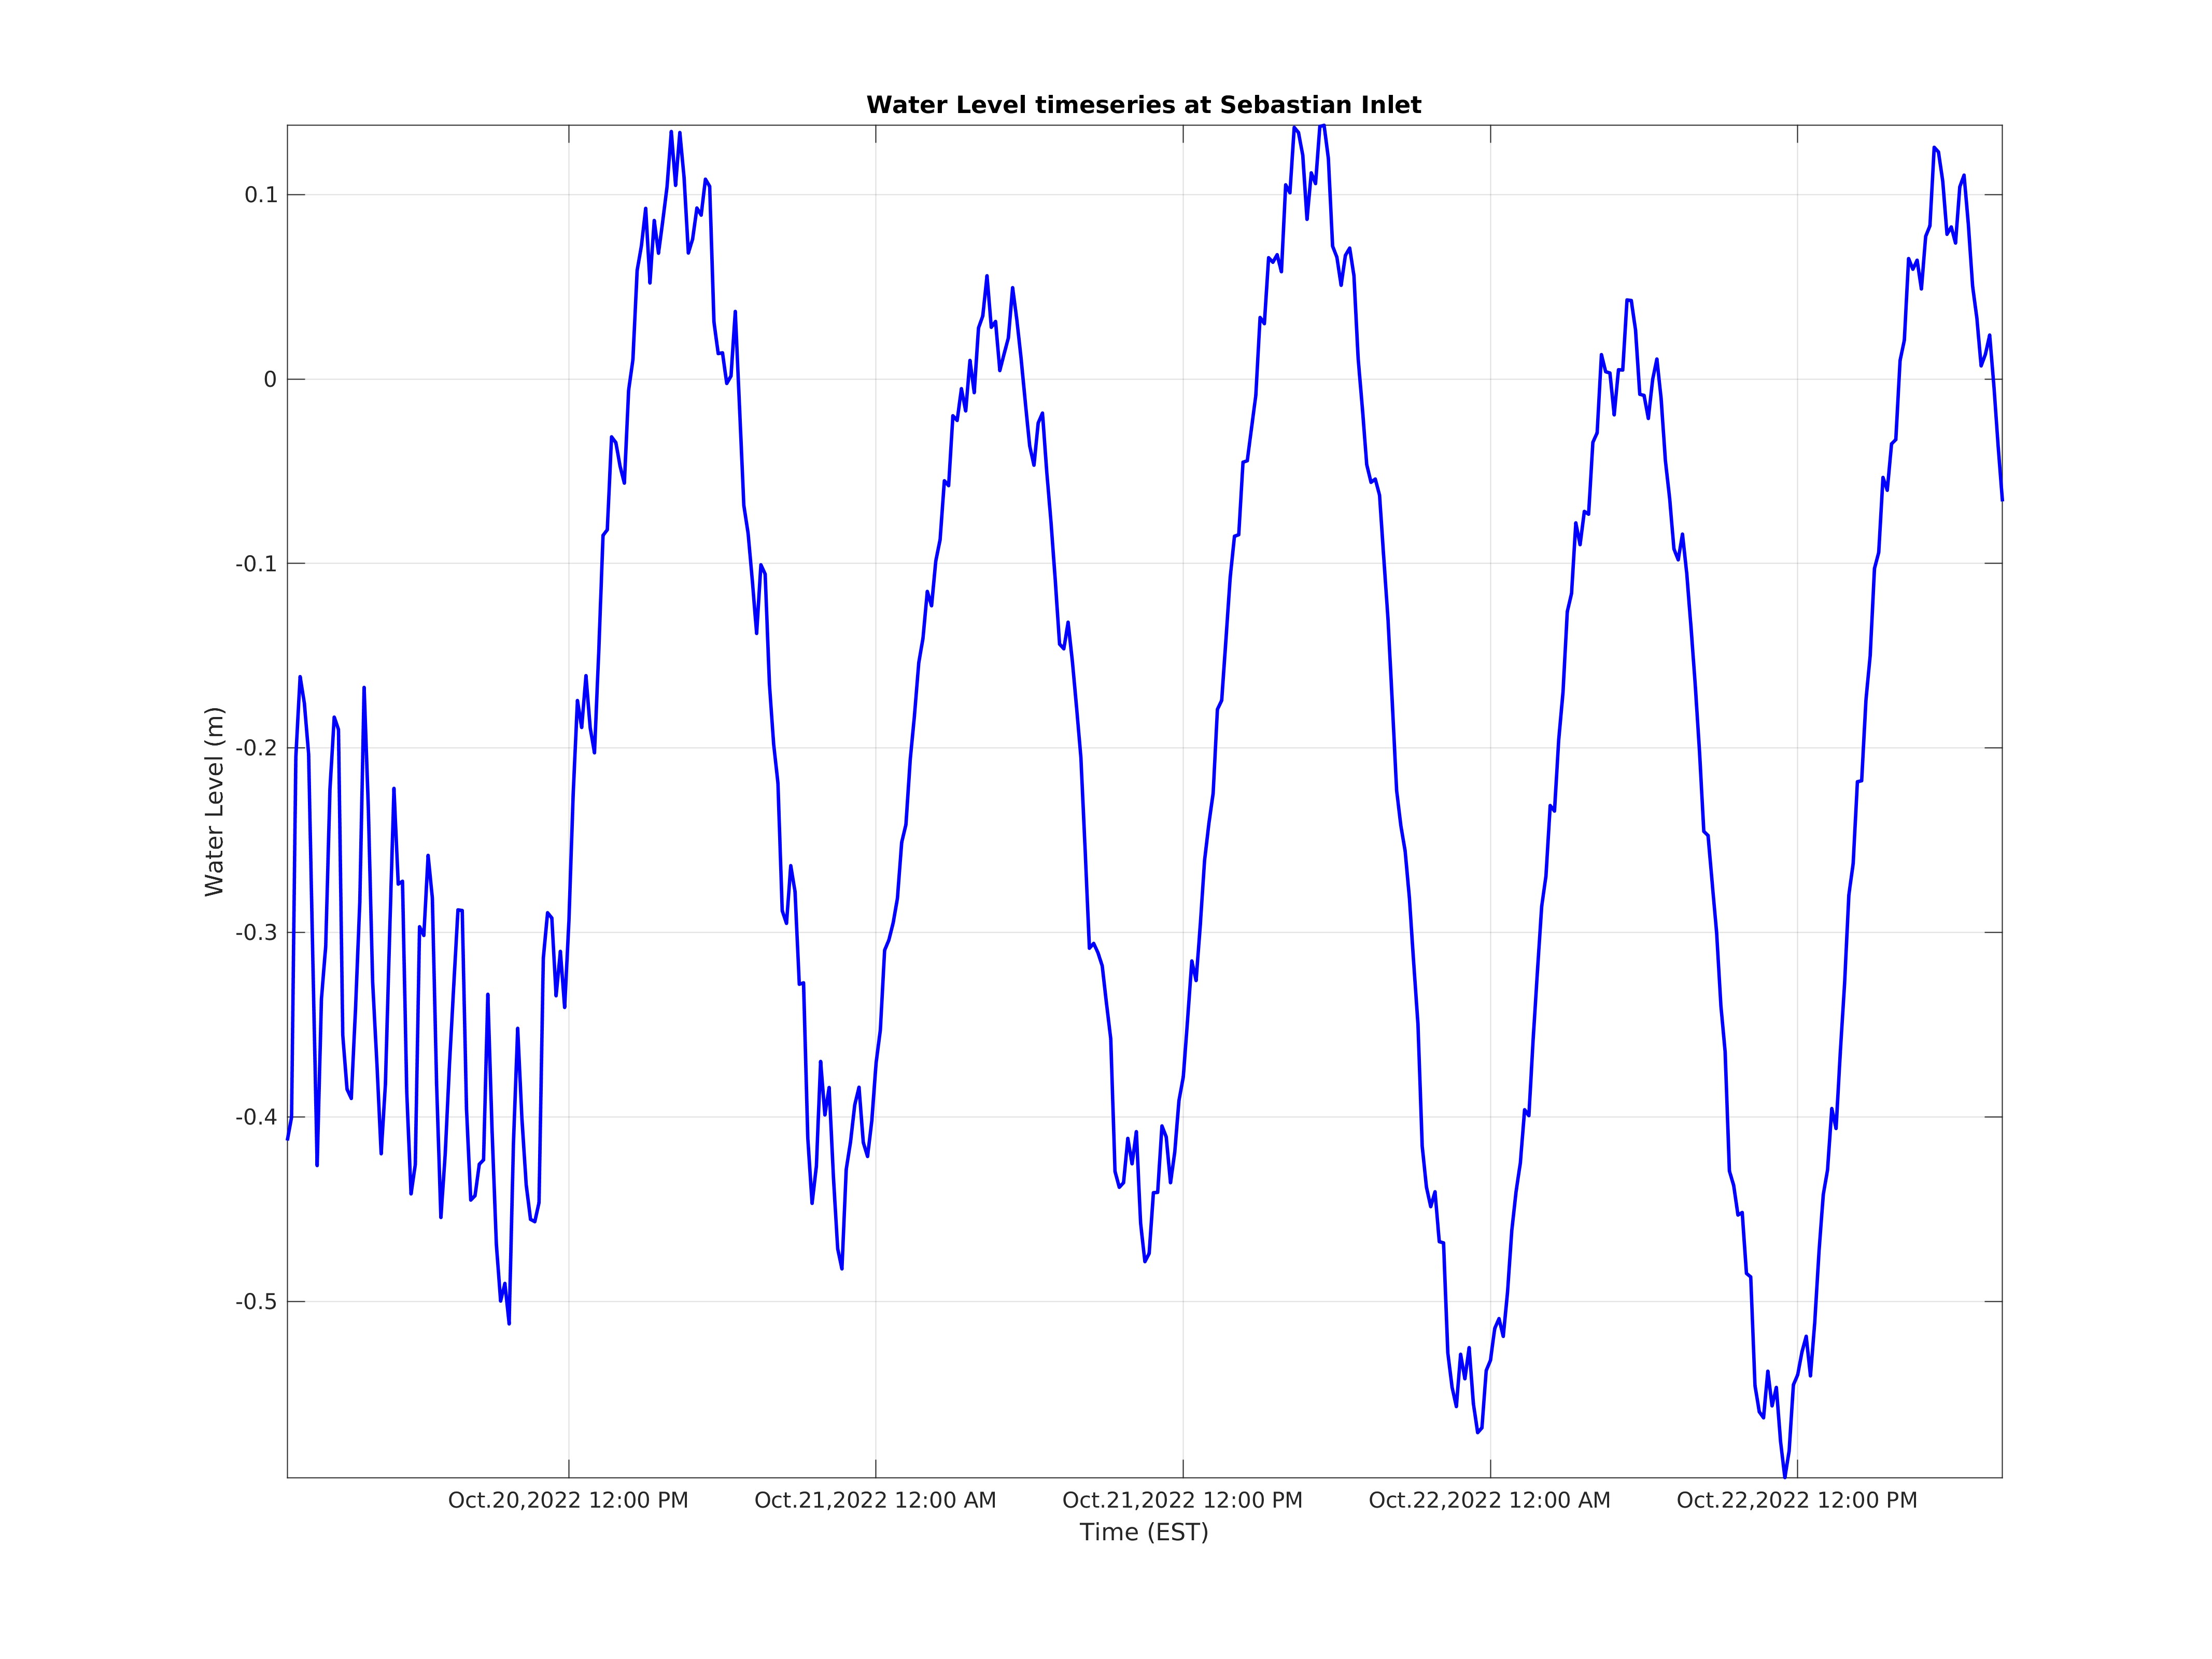 Water Level timeseries at Sebastian Inlet
0.1
0
-0.1
-0.2
-0.3
-0.4
-0.5
Water Level (m)
Oct.20,2022 12:00 PM
Oct.21,2022 12:00 AM
Oct.21,2022 12:00 PM
Oct.22,2022 12:00 AM
Oct.22,2022 12:00 PM
Time (EST)